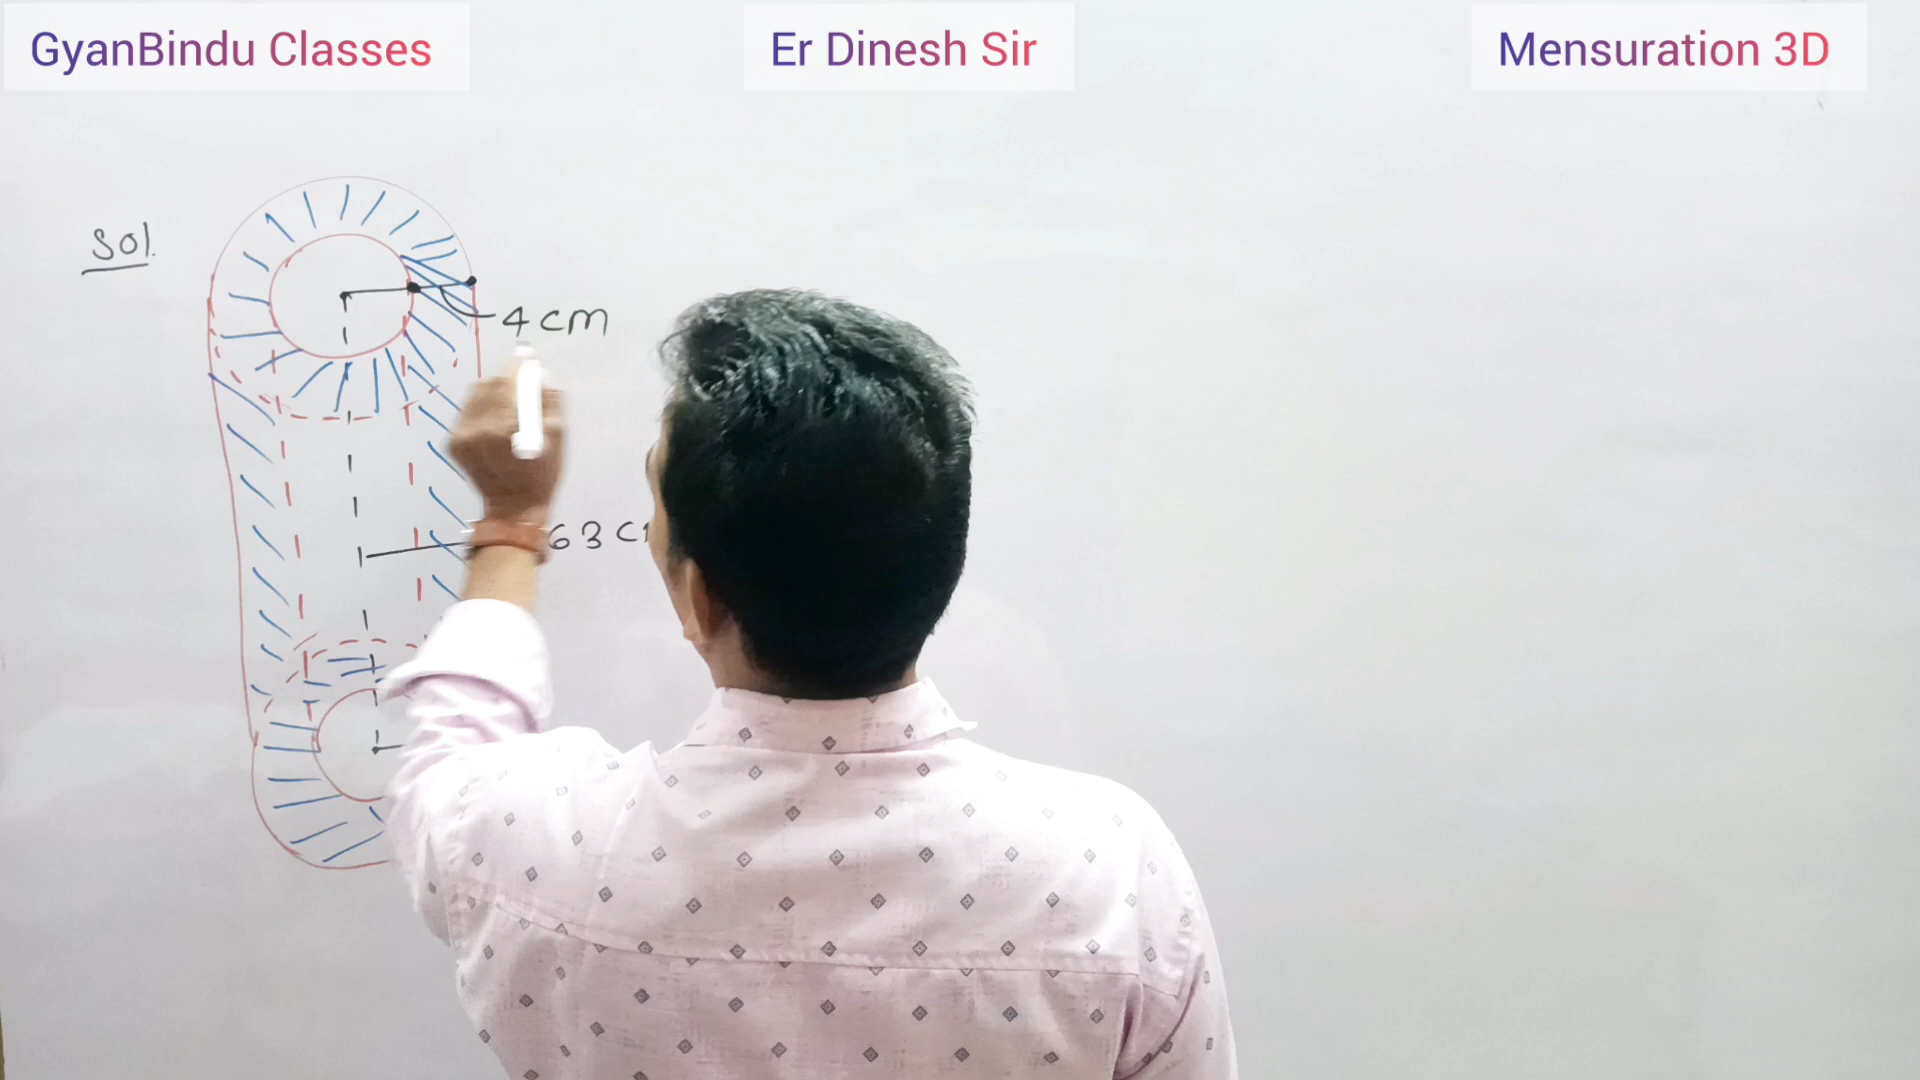 GyanBindu Classes
Er Dinesh Sir
Mensuration 3D
Sol.
4 cm
63